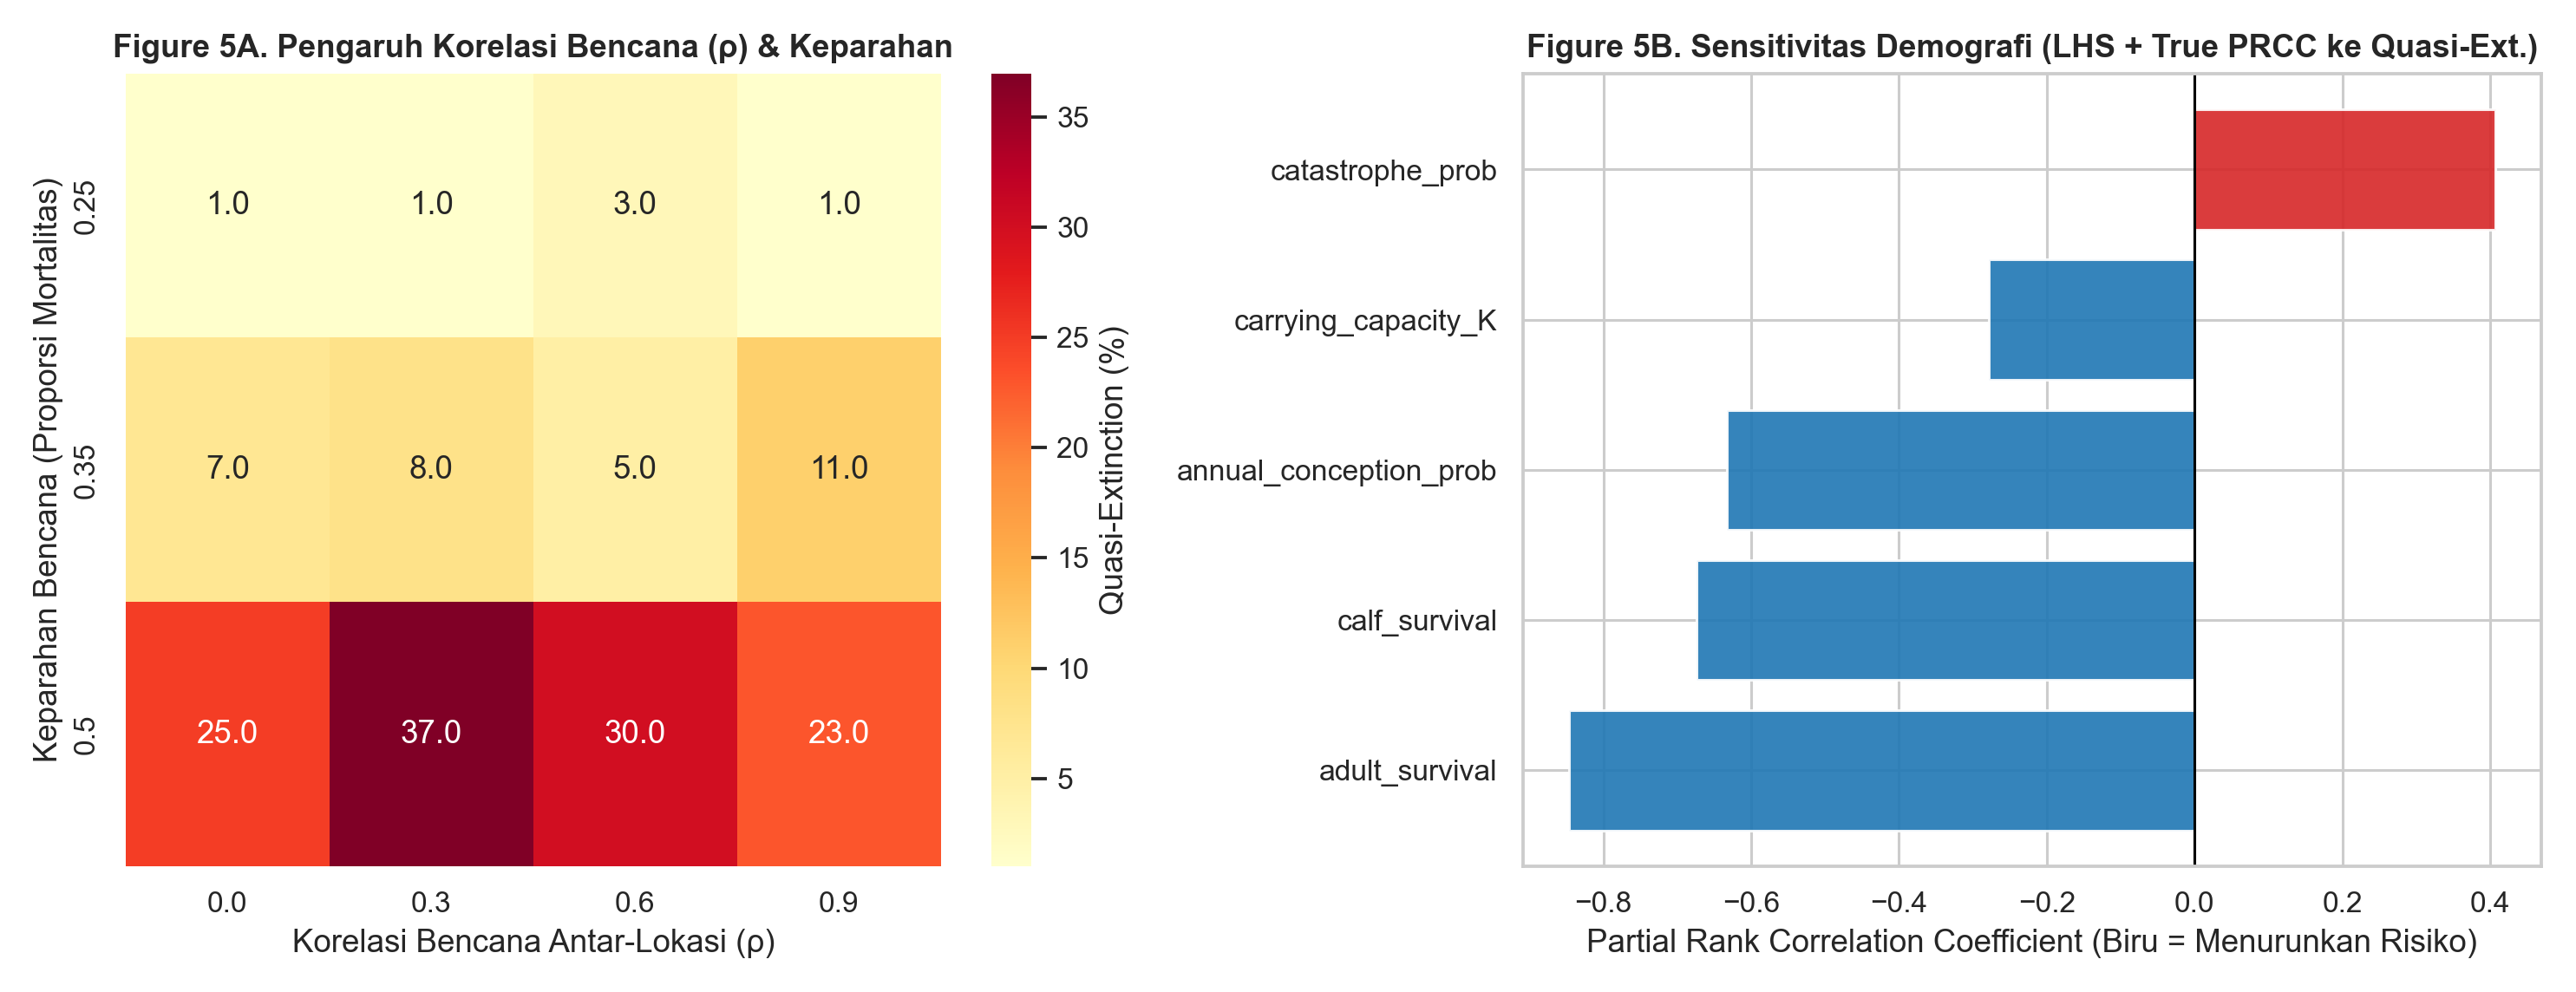 Figure 5A. Pengaruh Korelasi Bencana (ρ) & Keparahan
Keparahan Bencana (Proporsi Mortalitas)
0.25
0.35
0.5
1.0 1.0 3.0 1.0
7.0 8.0 5.0 11.0
25.0 37.0 30.0 23.0
0.0 0.3 0.6 0.9
Korelasi Bencana Antar-Lokasi (ρ)
35
30
25
20
15
10
5
Quasi-Extinction (%)
Figure 5B. Sensitivitas Demografi (LHS + True PRCC ke Quasi-Ext.)
catastrophe_prob
carrying_capacity_K
annual_conception_prob
calf_survival
adult_survival
−0.8 −0.6 −0.4 −0.2 0.0 0.2 0.4
Partial Rank Correlation Coefficient (Biru = Menurunkan Risiko)